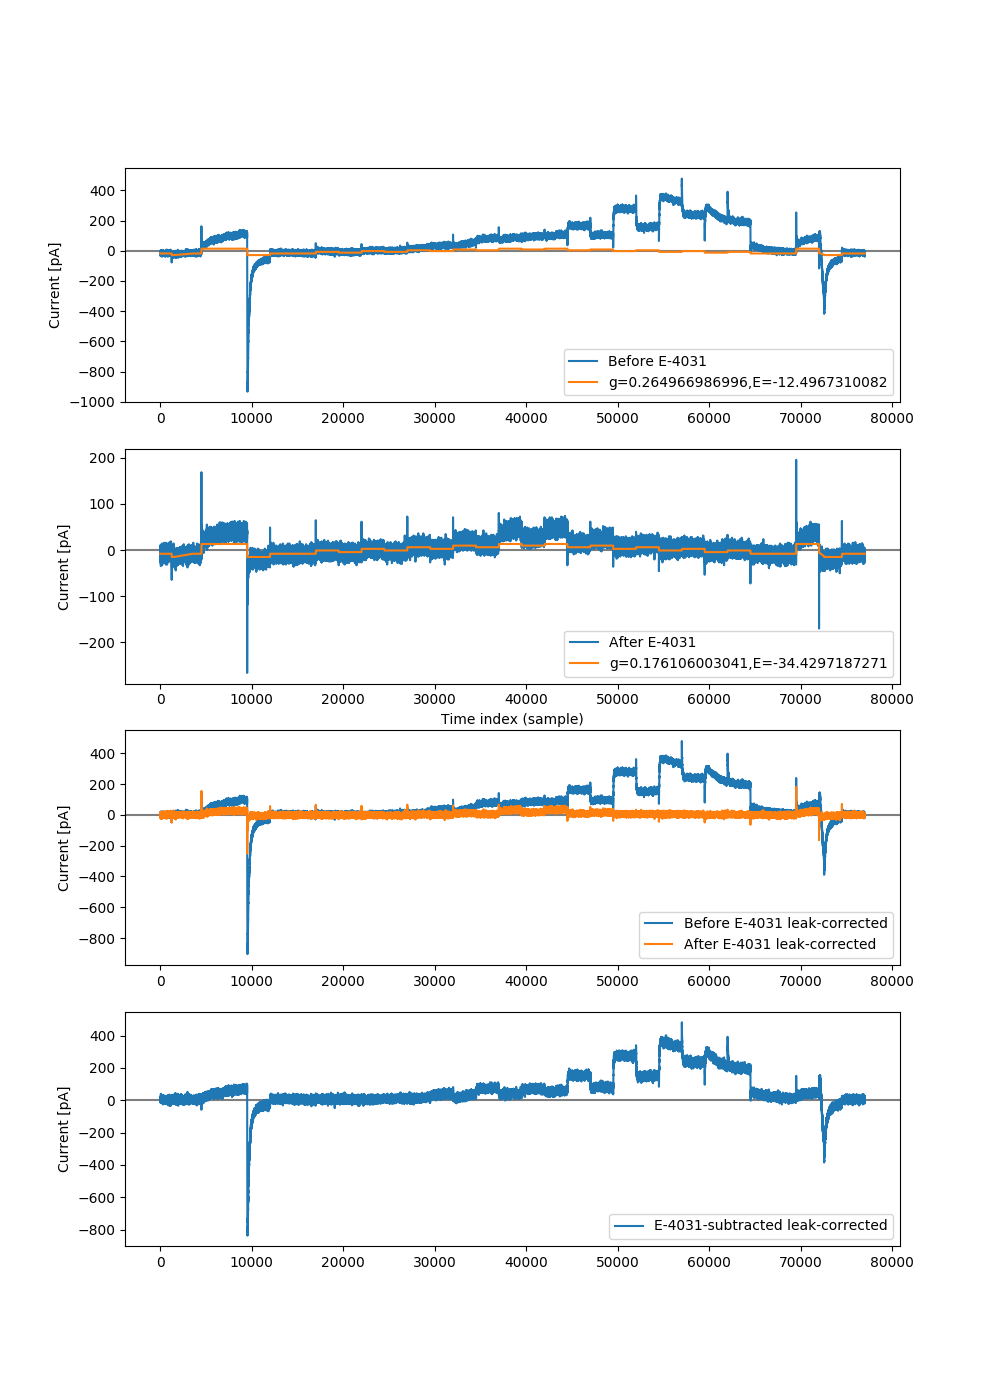 400
200
0
−200
−400
−600
−800
−1000
Current [pA]
Before E-4031
g=0.264966986996,E=-12.4967310082
0 10000 20000 30000 40000 50000 60000 70000 80000
200
100
0
−100
−200
Current [pA]
After E-4031
g=0.176106003041,E=-34.4297187271
0 10000 20000 30000 40000 50000 60000 70000 80000
Time index (sample)
400
200
0
−200
−400
−600
−800
Current [pA]
Before E-4031 leak-corrected
After E-4031 leak-corrected
0 10000 20000 30000 40000 50000 60000 70000 80000
400
200
0
−200
−400
−600
−800
Current [pA]
E-4031-subtracted leak-corrected
0 10000 20000 30000 40000 50000 60000 70000 80000